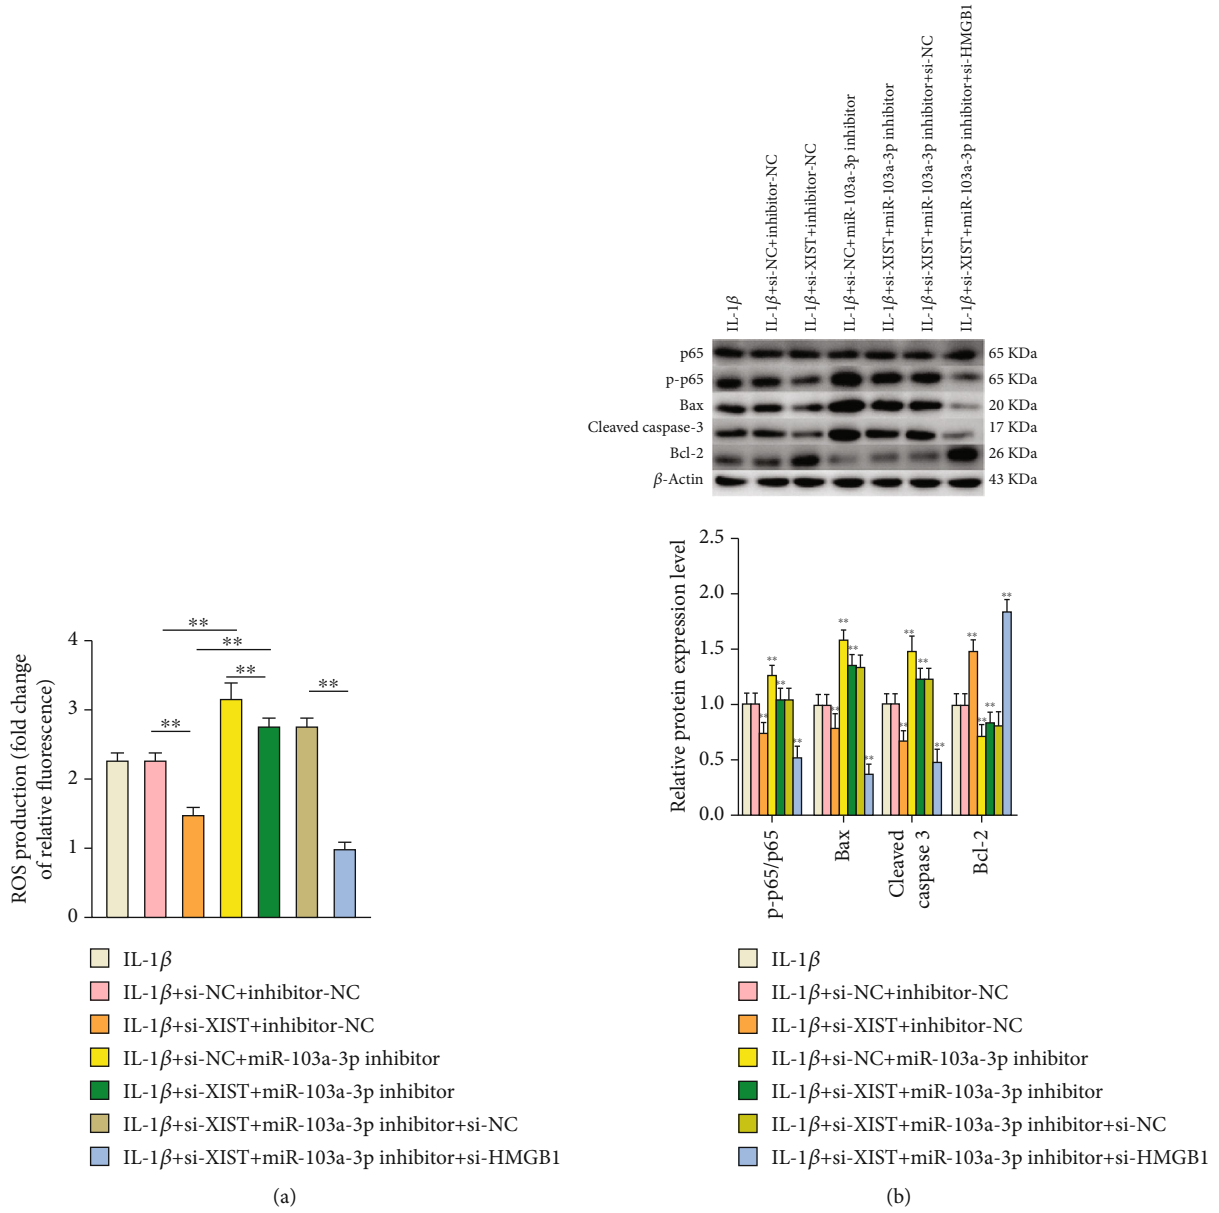 IL-1β
IL-1β+si-NC+inhibitor-NC
IL-1β+si-XIST+inhibitor-NC
IL-1β+si-NC+miR-103a-3p inhibitor
IL-1β+si-XIST+miR-103a-3p inhibitor
IL-1β+si-XIST+miR-103a-3p inhibitor+si-NC
IL-1β+si-XIST+miR-103a-3p inhibitor+si-HMGB1
p65 65 KDa
p-p65 65 KDa
Bax 20 KDa
Cleaved caspase-3 17 KDa
Bcl-2 26 KDa
β-Actin 43 KDa
ROS production (fold change
of relative fluorescence)
4
3
2
1
0
**
**
**
**
**
Relative protein expression level
2.5
2.0
1.5
1.0
0.5
0.0
** ** ** **
** ** ** **
** ** ** **
** ** ** **
p-p65/p65
Bax
Cleaved
caspase 3
Bcl-2
IL-1β
IL-1β+si-NC+inhibitor-NC
IL-1β+si-XIST+inhibitor-NC
IL-1β+si-NC+miR-103a-3p inhibitor
IL-1β+si-XIST+miR-103a-3p inhibitor
IL-1β+si-XIST+miR-103a-3p inhibitor+si-NC
IL-1β+si-XIST+miR-103a-3p inhibitor+si-HMGB1
(a)
IL-1β
IL-1β+si-NC+inhibitor-NC
IL-1β+si-XIST+inhibitor-NC
IL-1β+si-NC+miR-103a-3p inhibitor
IL-1β+si-XIST+miR-103a-3p inhibitor
IL-1β+si-XIST+miR-103a-3p inhibitor+si-NC
IL-1β+si-XIST+miR-103a-3p inhibitor+si-HMGB1
(b)